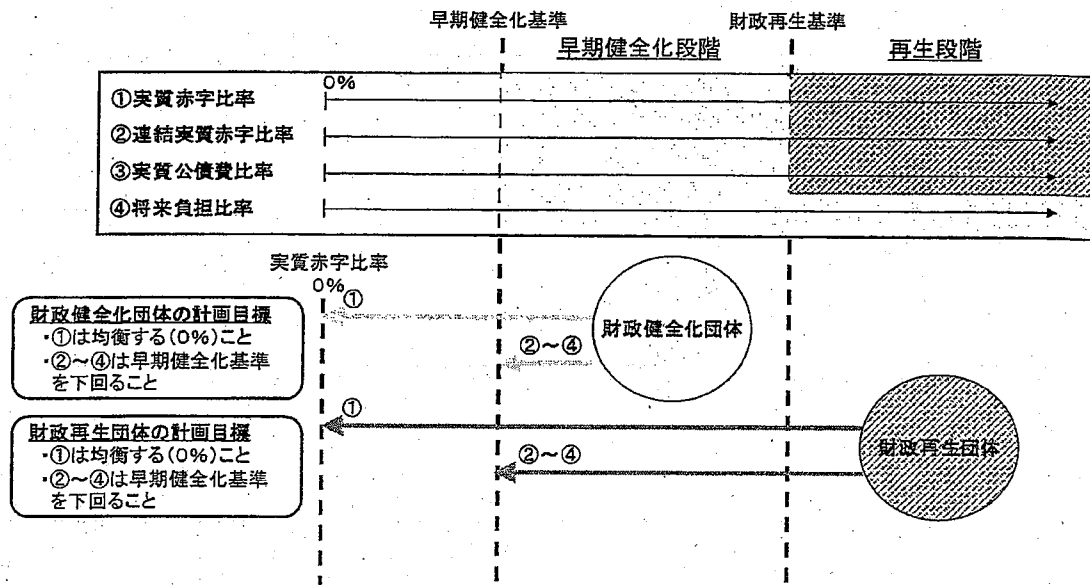 早期健全化基準
財政再生基準
早期健全化段階
再生段階
0%
①実質赤字比率
②連結実質赤字比率
③実質公債費比率
④将来負担比率
実質赤字比率
0%
財政健全化団体の計画目標
・①は均衡する(0%)こと
・②～④は早期健全化基準
を下回ること
①
②～④
財政健全化団体
財政再生団体の計画目標
・①は均衡する(0%)こと
・②～④は早期健全化基準
を下回ること
①
②～④
財政再生団体